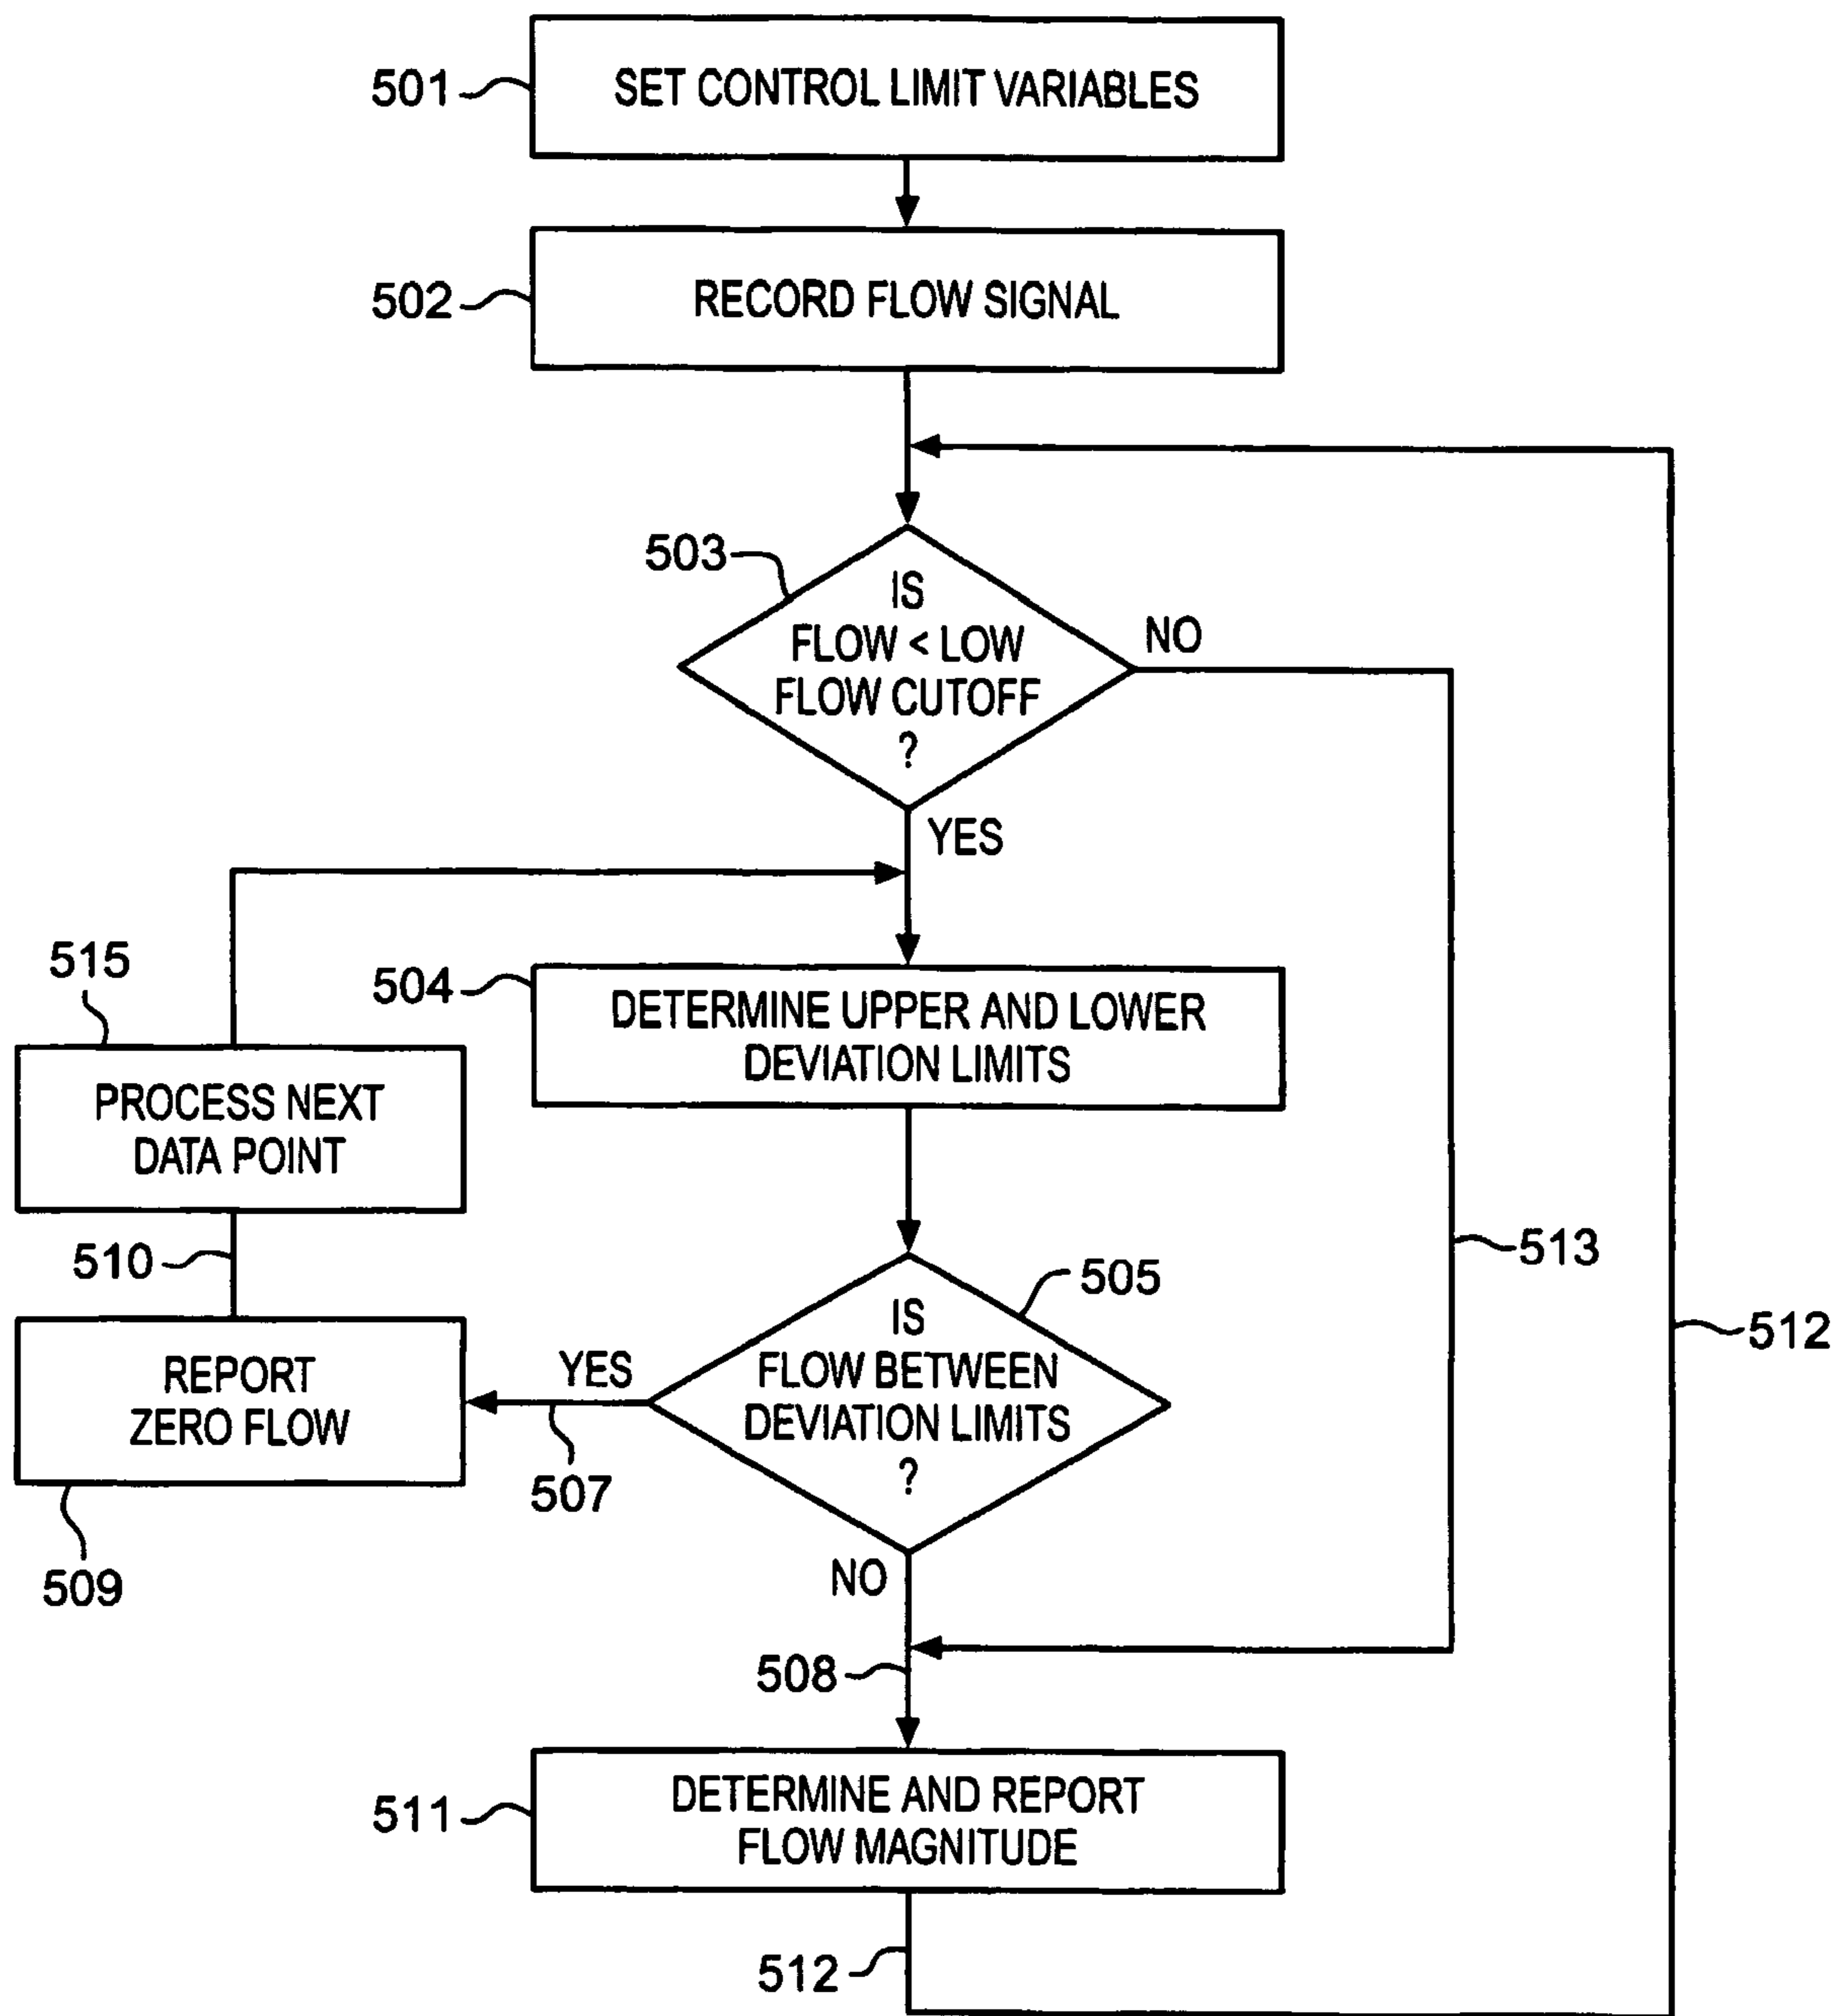 501
SET CONTROL LIMIT VARIABLES
502
RECORD FLOW SIGNAL
503
IS
FLOW < LOW
FLOW CUTOFF
?
NO
YES
515
PROCESS NEXT
DATA POINT
504
DETERMINE UPPER AND LOWER
DEVIATION LIMITS
510
505
IS
FLOW BETWEEN
DEVIATION LIMITS
?
513
512
YES
507
REPORT
ZERO FLOW
509
NO
508
511
DETERMINE AND REPORT
FLOW MAGNITUDE
512